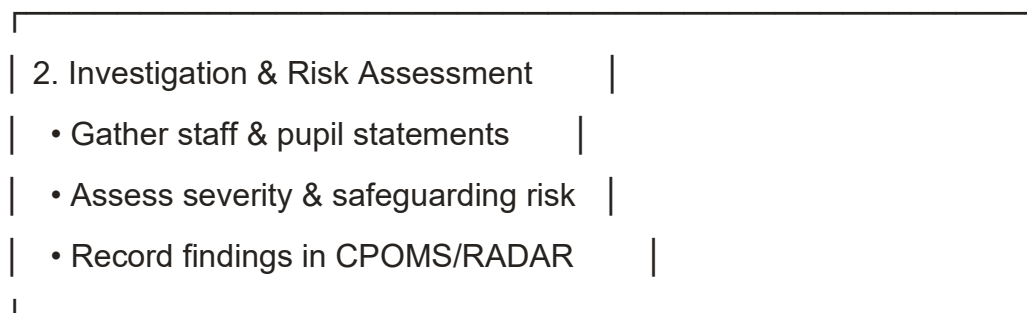 2. Investigation & Risk Assessment
• Gather staff & pupil statements
• Assess severity & safeguarding risk
• Record findings in CPOMS/RADAR